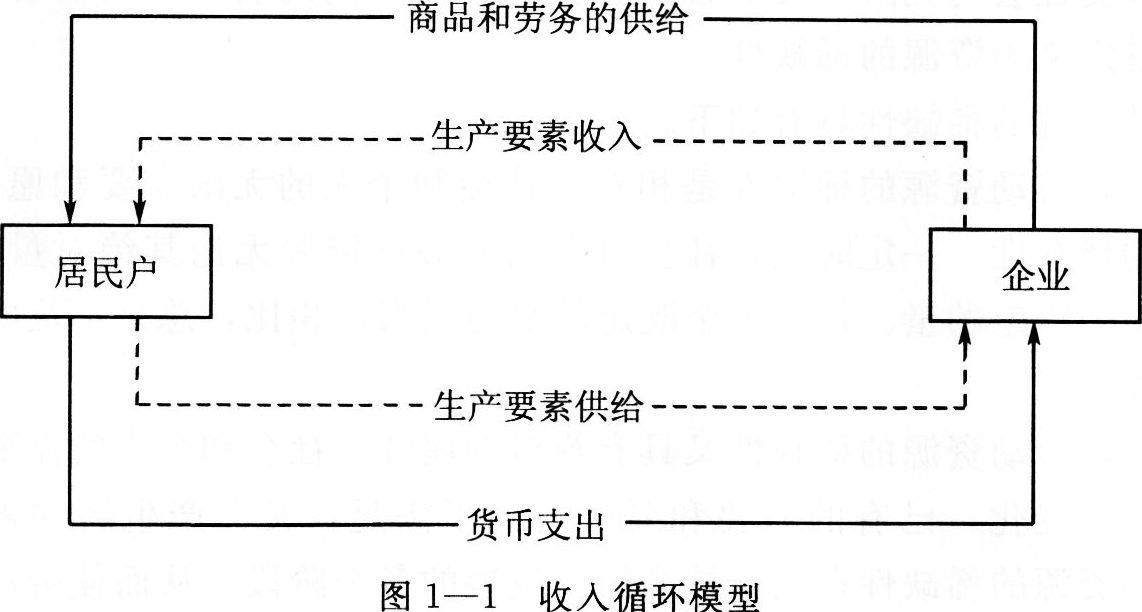 商品和劳务的供给
生产要素收入
居民户
企业
生产要素供给
货币支出
图 1—1 收入循环模型